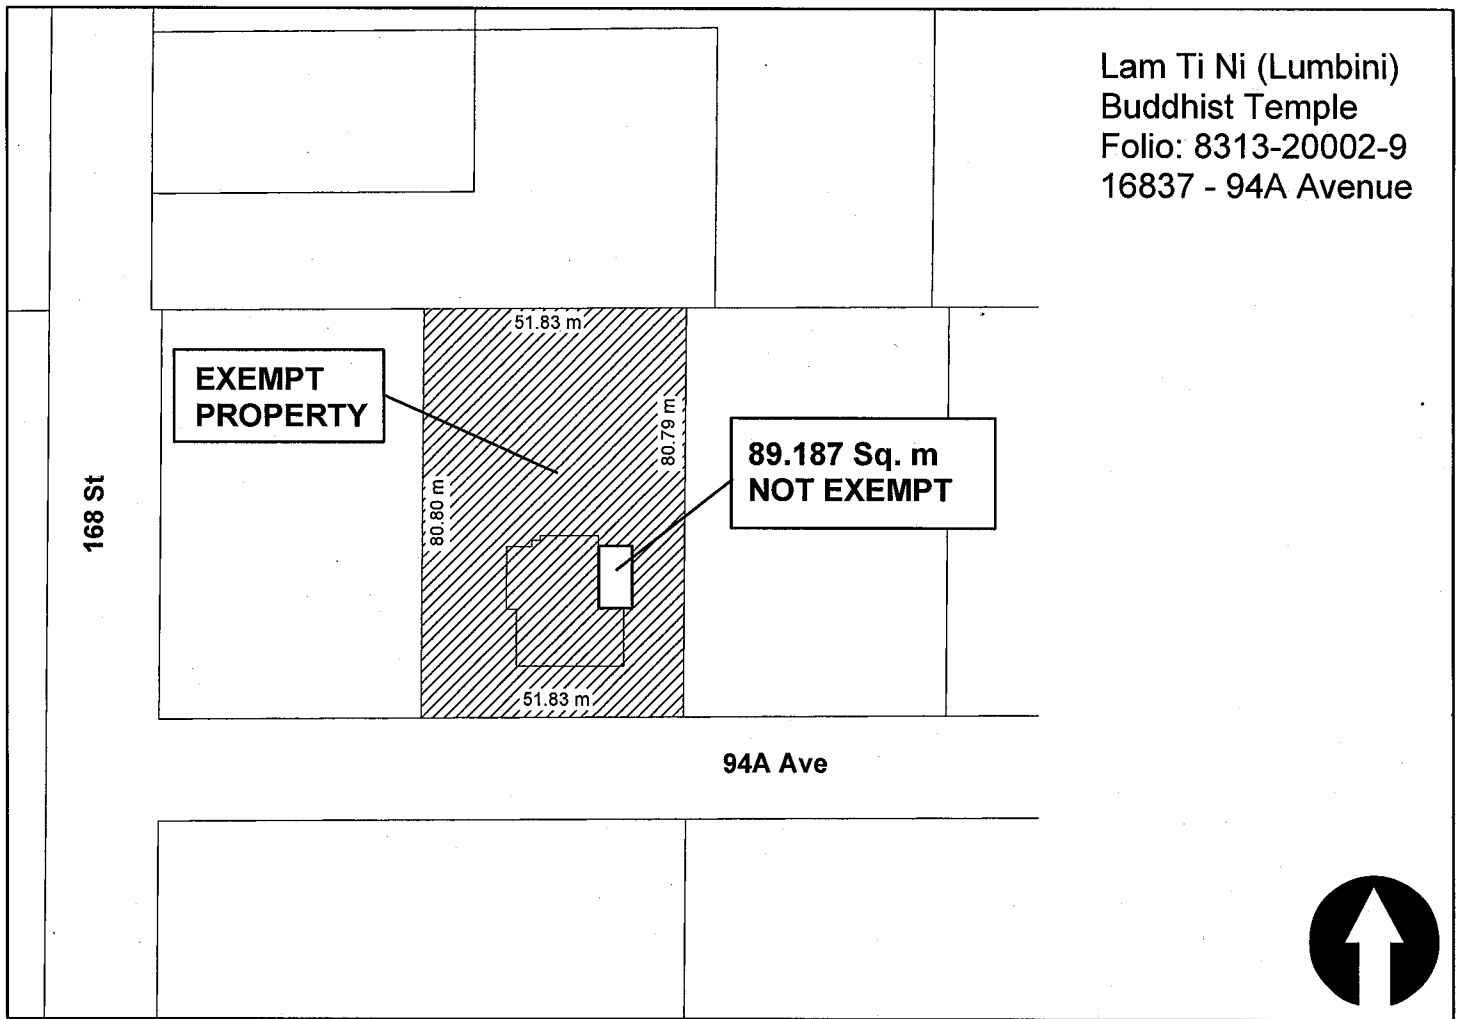 Lam Ti Ni (Lumbini)
Buddhist Temple
Folio: 8313-20002-9
16837 - 94A Avenue
51.83 m
EXEMPT
PROPERTY
80.79 m
89.187 Sq. m
NOT EXEMPT
80.80 m
168 St
51.83 m
94A Ave